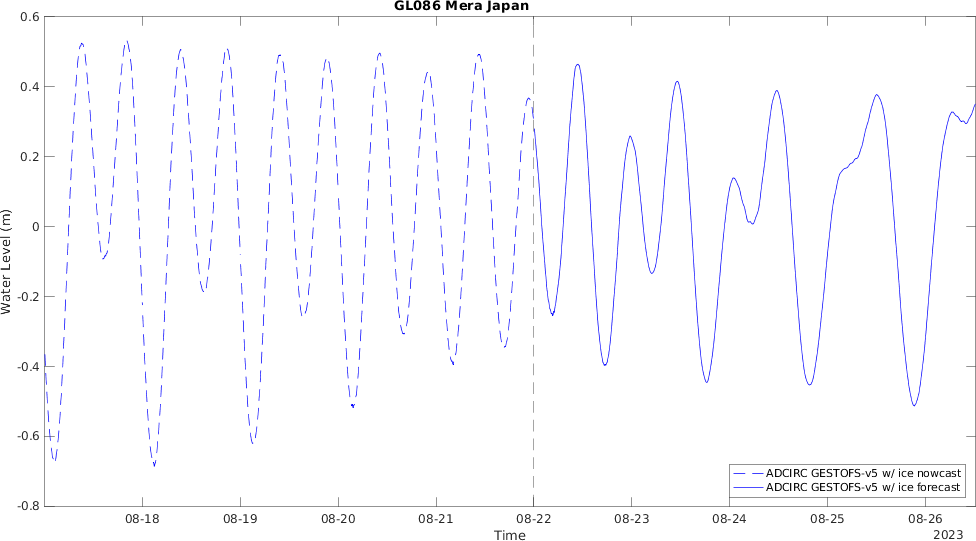 GL086 Mera Japan
0.6
0.4
0.2
0
-0.2
-0.4
-0.6
-0.8
Water Level (m)
ADCIRC GESTOFS-v5 w/ ice nowcast
ADCIRC GESTOFS-v5 w/ ice forecast
08-18 08-19 08-20 08-21 08-22 08-23 08-24 08-25 08-26
Time
2023